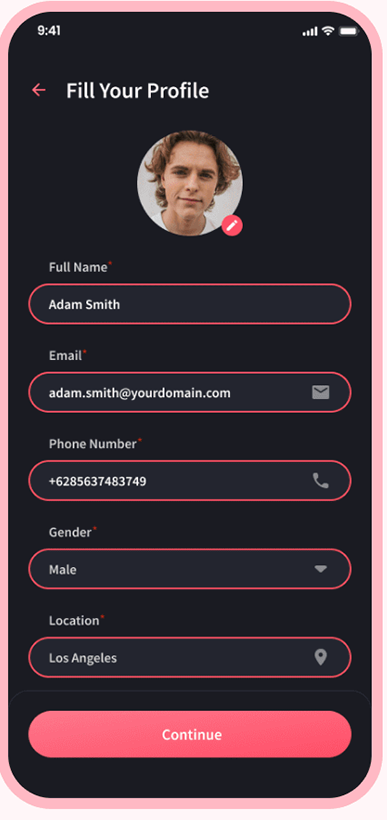 9:41
Fill Your Profile
Full Name*
Adam Smith
Email*
adam.smith@yourdomain.com
Phone Number*
+6285637483749
Gender*
Male
Location*
Los Angeles
Continue